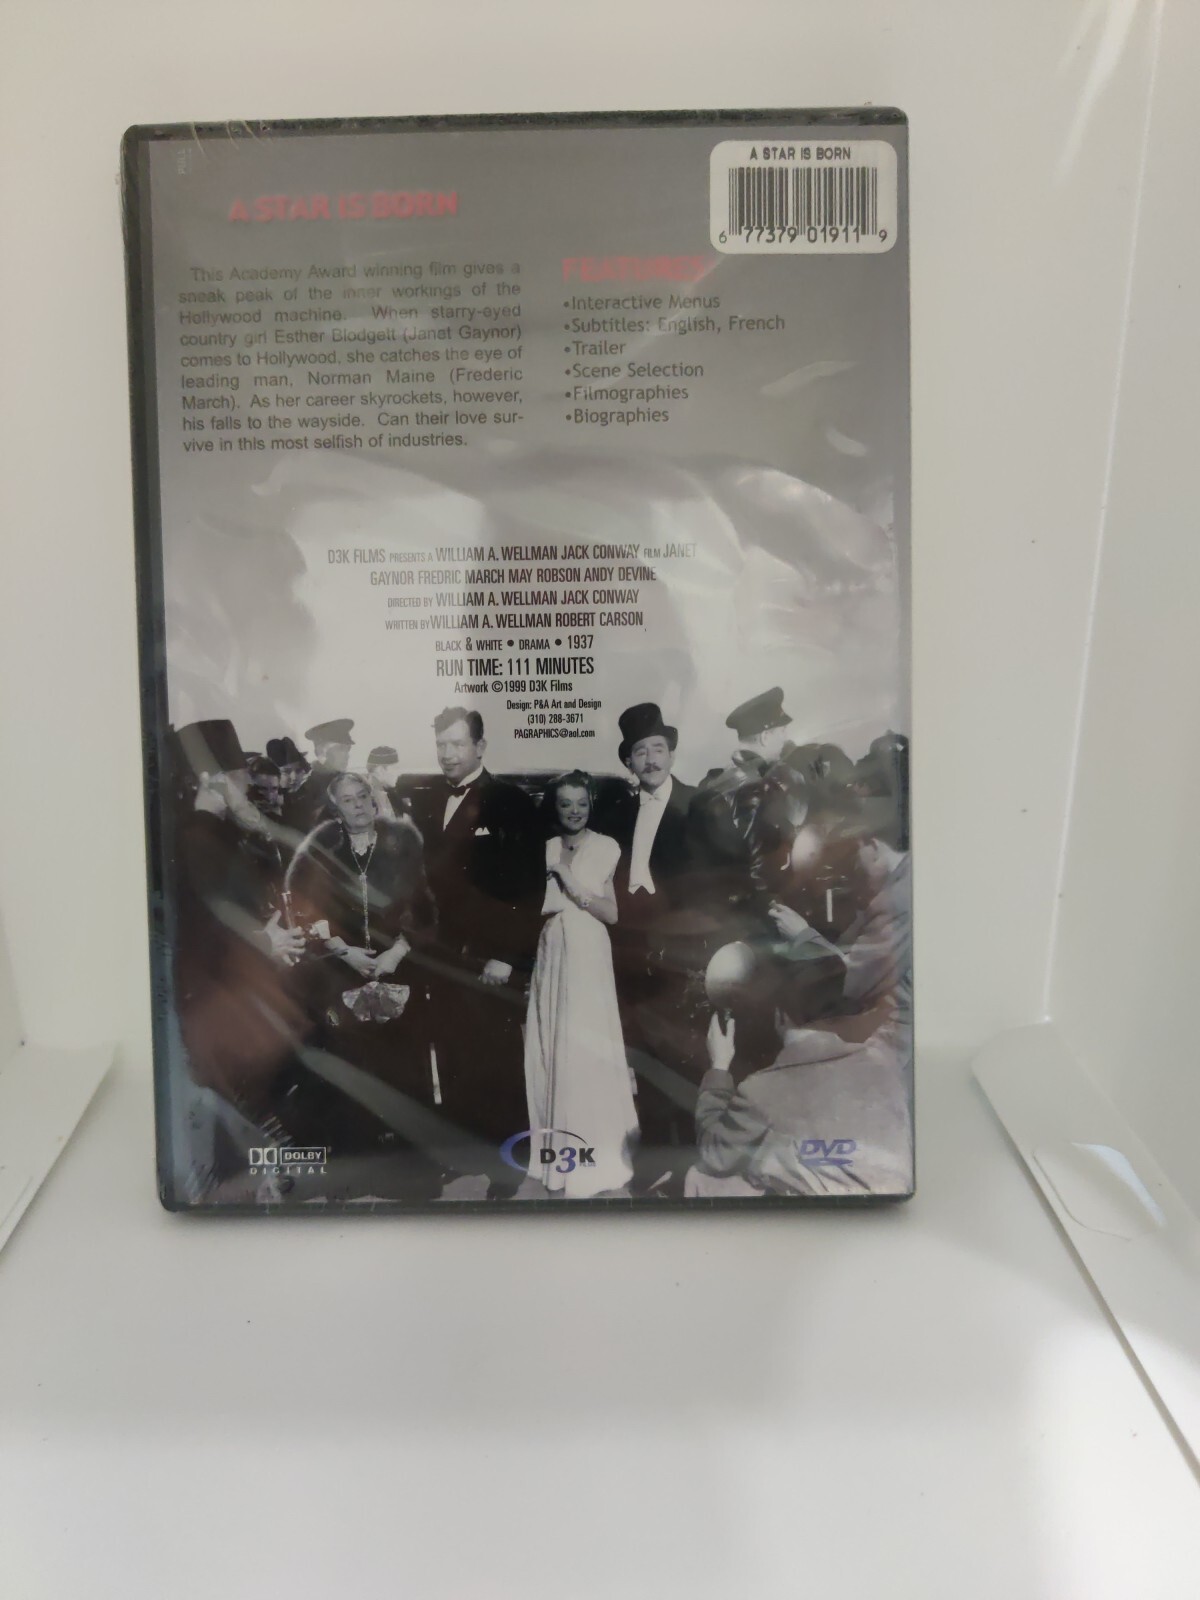 A STAR IS BORN
6 77379 01911 9
A STAR IS BORN
This Academy Award winning film gives a
sneak peak of the inner workings of the
Hollywood machine. When starry-eyed
country girl Esther Blodgett (Janet Gaynor)
comes to Hollywood, she catches the eye of
leading man, Norman Maine (Frederic
March). As her career skyrockets, however,
his falls to the wayside. Can their love sur-
vive in this most selfish of industries.
FEATURES
•Interactive Menus
•Subtitles: English, French
•Trailer
•Scene Selection
•Filmographies
•Biographies
D3K FILMS PRESENTS A WILLIAM A. WELLMAN JACK CONWAY FILM JANET
GAYNOR FREDRIC MARCH MAY ROBSON ANDY DEVINE
DIRECTED BY WILLIAM A. WELLMAN JACK CONWAY
WRITTEN BY WILLIAM A. WELLMAN ROBERT CARSON
BLACK & WHITE • DRAMA • 1937
RUN TIME: 111 MINUTES
Artwork ©1999 D3K Films
Design: P&A Art and Design
(310) 288-3671
PAGRAPHICS@aol.com
DOLBY
DIGITAL
D3K
DVD